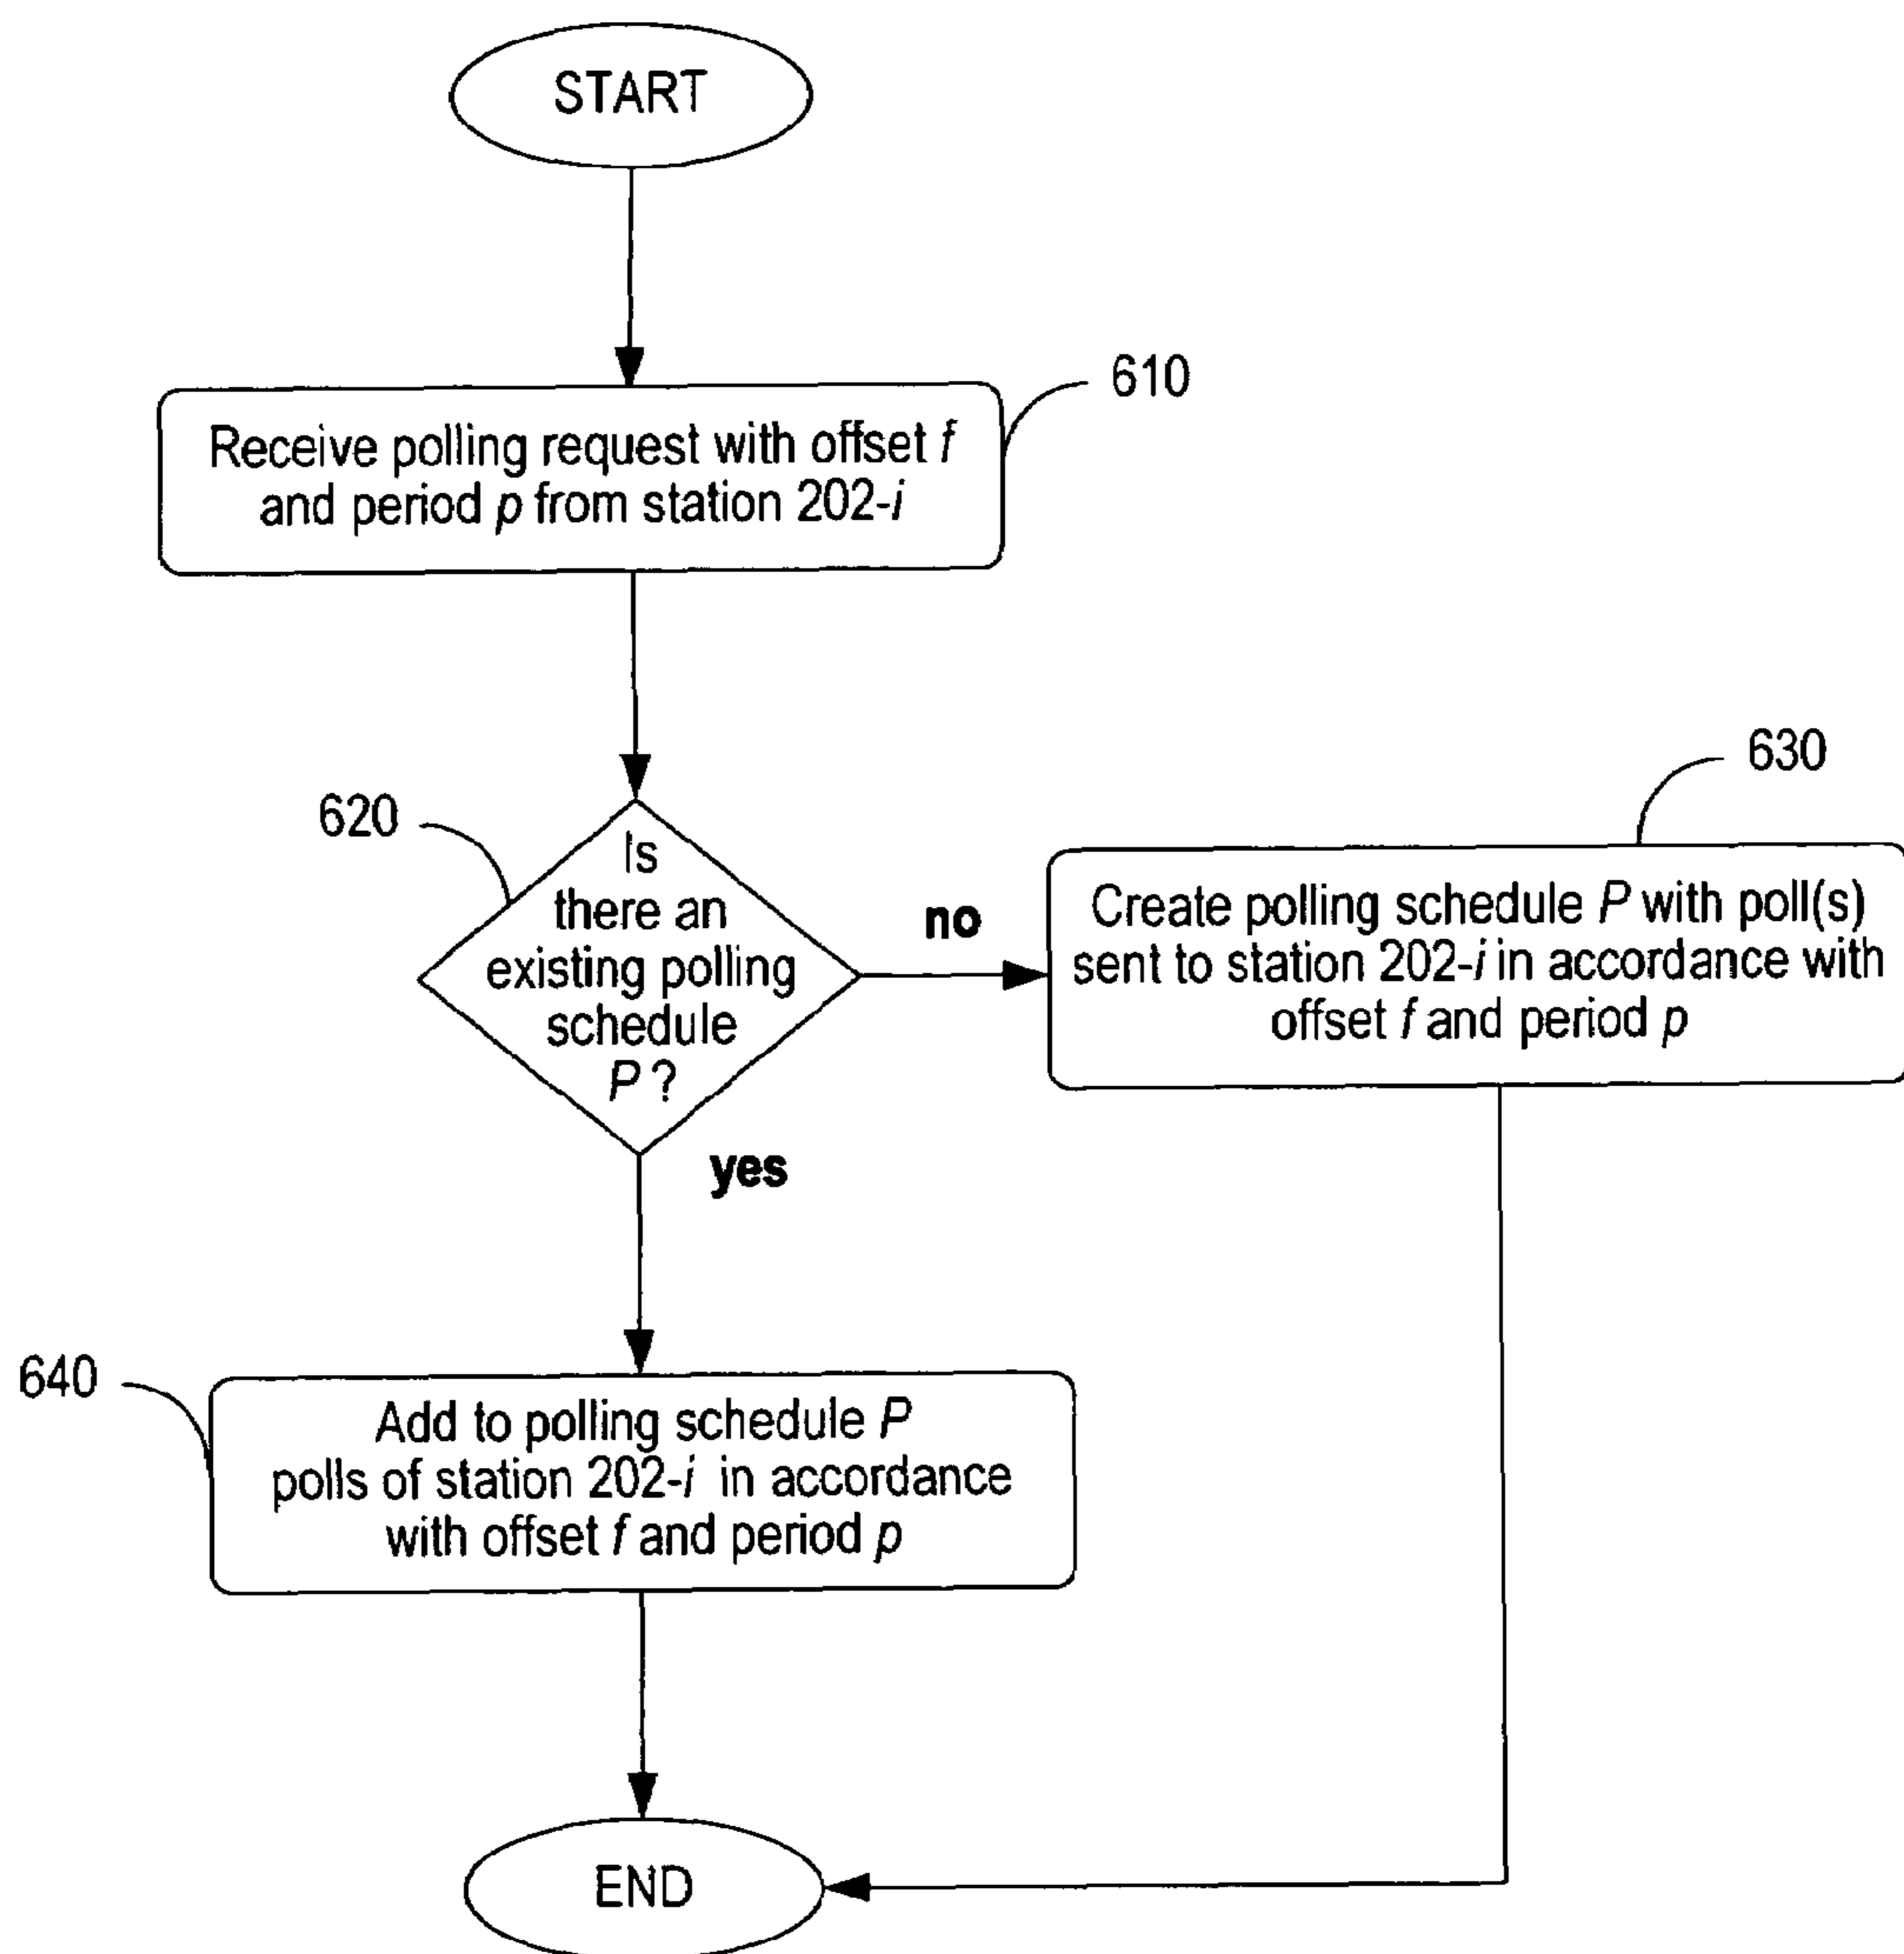 START
610
Receive polling request with offset f
and period p from station 202-i
620
Is
there an
existing polling
schedule
P ?
no
630
Create polling schedule P with poll(s)
sent to station 202-i in accordance with
offset f and period p
yes
640
Add to polling schedule P
polls of station 202-i in accordance
with offset f and period p
END